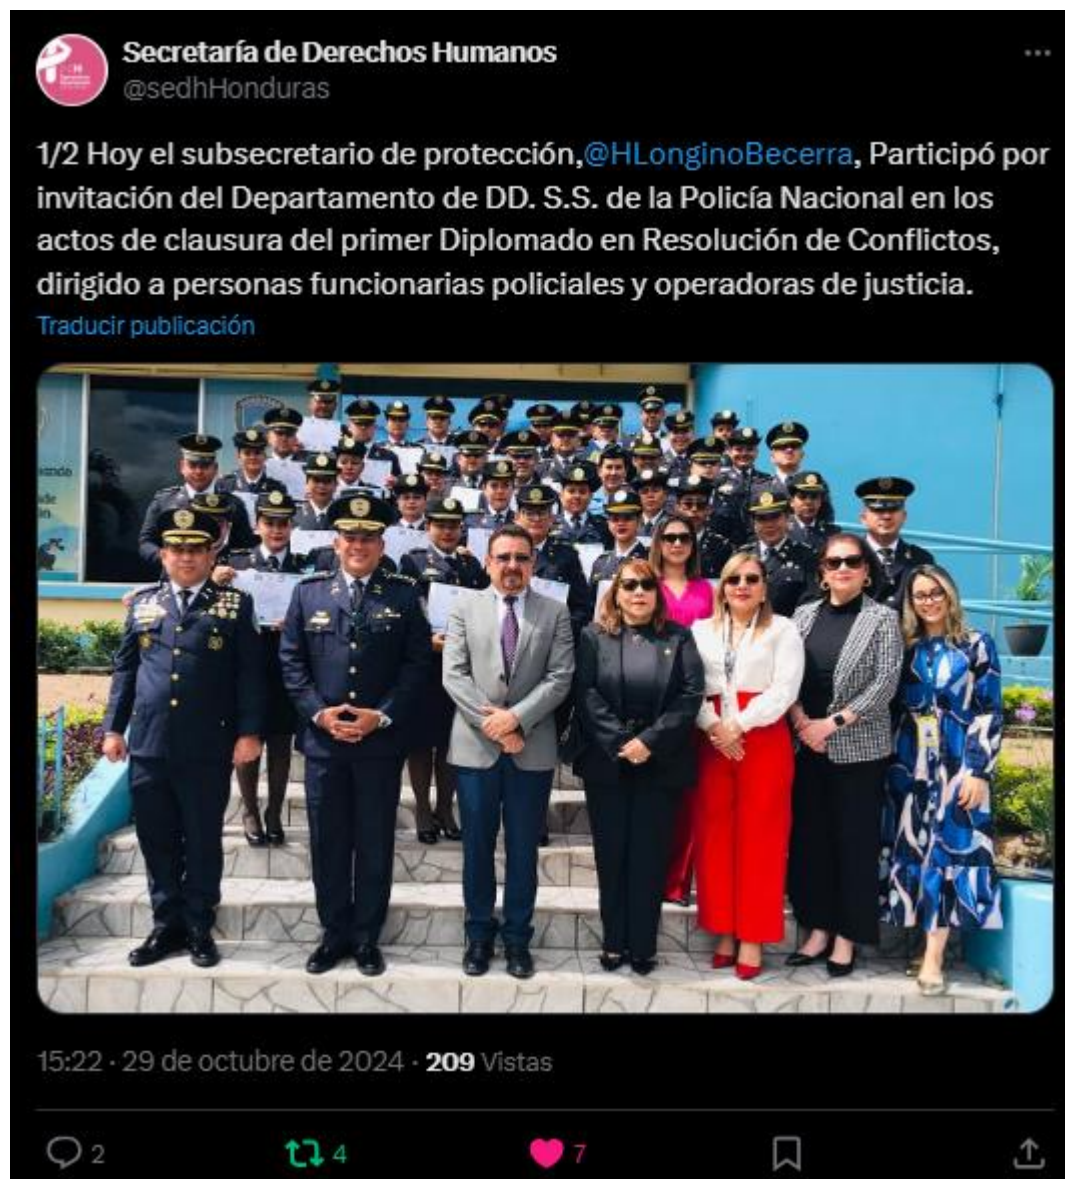 Secretaría de Derechos Humanos
@sedhHonduras
1/2 Hoy el subsecretario de protección,@HLonginoBecerra, Participó por
invitación del Departamento de DD. S.S. de la Policía Nacional en los
actos de clausura del primer Diplomado en Resolución de Conflictos,
dirigido a personas funcionarias policiales y operadoras de justicia.
Traducir publicación
15:22 · 29 de octubre de 2024 · 209 Vistas
2 4 7